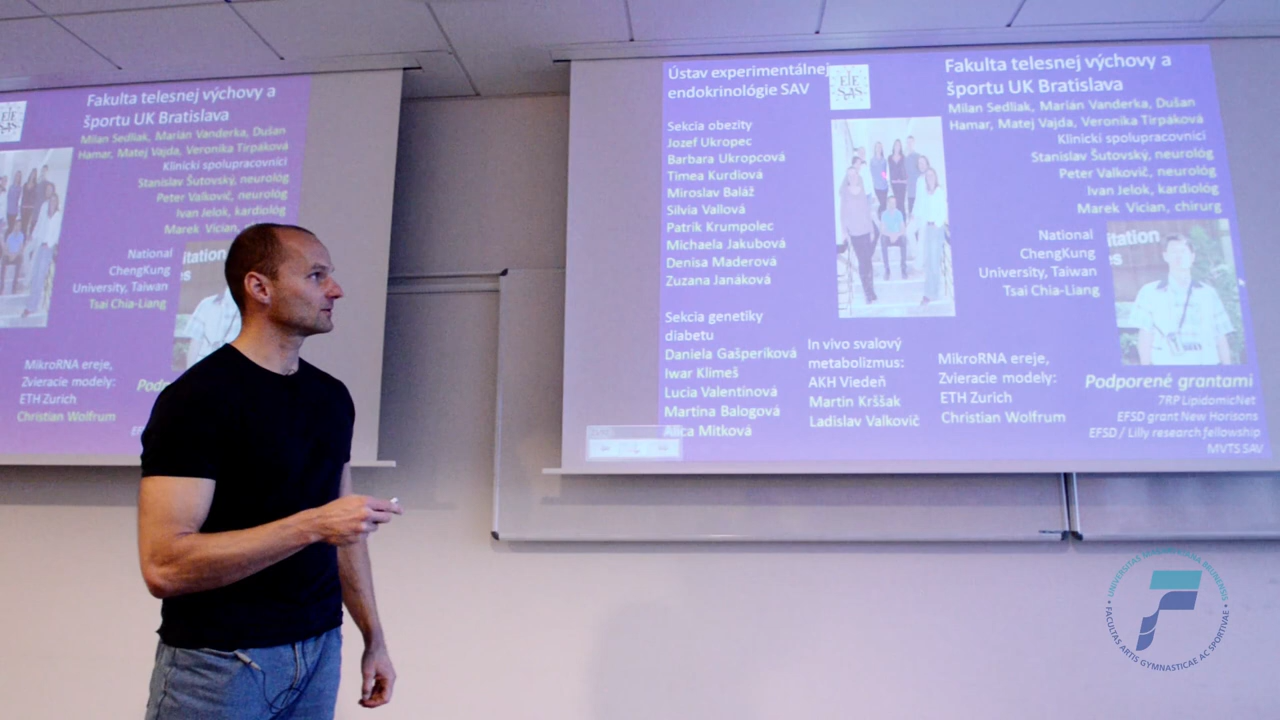 Fakulta telesnej výchovy a
športu UK Bratislava
Milan Sedliak, Marián Vanderka, Dušan
Hamar, Matej Vajda, Veronika Tirpáková
Klinickí spolupracovníci
Stanislav Šutovský, neurológ
Peter Valkovič, neurológ
Ivan Jelok, kardiológ
Marek Vician,
National
ChengKung
University, Taiwan
Tsai Chia-Liang
itation
es
MikroRNA ereje,
Zvieracie modely:
ETH Zurich
Christian Wolfrum
Ústav experimentálnej
endokrinológie SAV
Sekcia obezity
Jozef Ukropec
Barbara Ukropcová
Timea Kurdiová
Miroslav Baláž
Silvia Vallová
Patrik Krumpolec
Michaela Jakubová
Denisa Maderová
Zuzana Janáková
Sekcia genetiky
diabetu
Daniela Gašperíková
Iwar Klimeš
Lucia Valentínová
Martina Balogová
Alica Mitková
In vivo svalový
metabolizmus:
AKH Viedeň
Martin Krššak
Ladislav Valkovič
Fakulta telesnej výchovy a
športu UK Bratislava
Milan Sedliak, Marián Vanderka, Dušan
Hamar, Matej Vajda, Veronika Tirpáková
Klinickí spolupracovníci
Stanislav Šutovský, neurológ
Peter Valkovič, neurológ
Ivan Jelok, kardiológ
Marek Vician, chirurg
National
ChengKung
University, Taiwan
Tsai Chia-Liang
itation
es
MikroRNA ereje,
Zvieracie modely:
ETH Zurich
Christian Wolfrum
Podporené grantami
7RP LipidomicNet
EFSD grant New Horisons
EFSD / Lilly research fellowship
MVTS SAV
UNIVERSITAS MASARYKIANA BRUNENSIS
FACULTAS ARTIS GYMNASTICAE AC SPORTIVAE